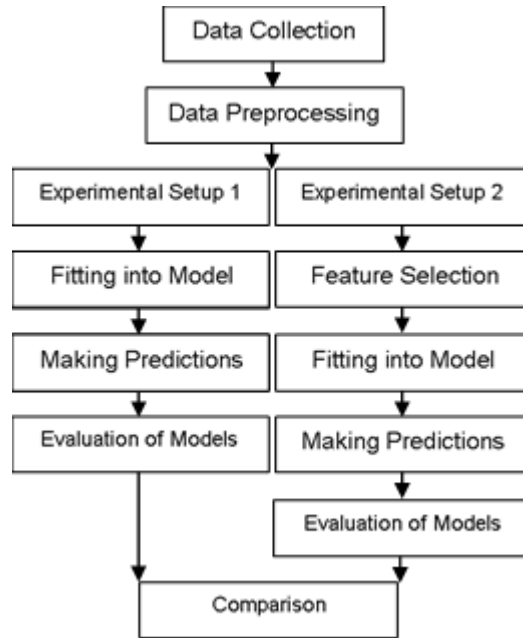 Data Collection
Data Preprocessing
Experimental Setup 1
Experimental Setup 2
Fitting into Model
Feature Selection
Making Predictions
Fitting into Model
Evaluation of Models
Making Predictions
Evaluation of Models
Comparison